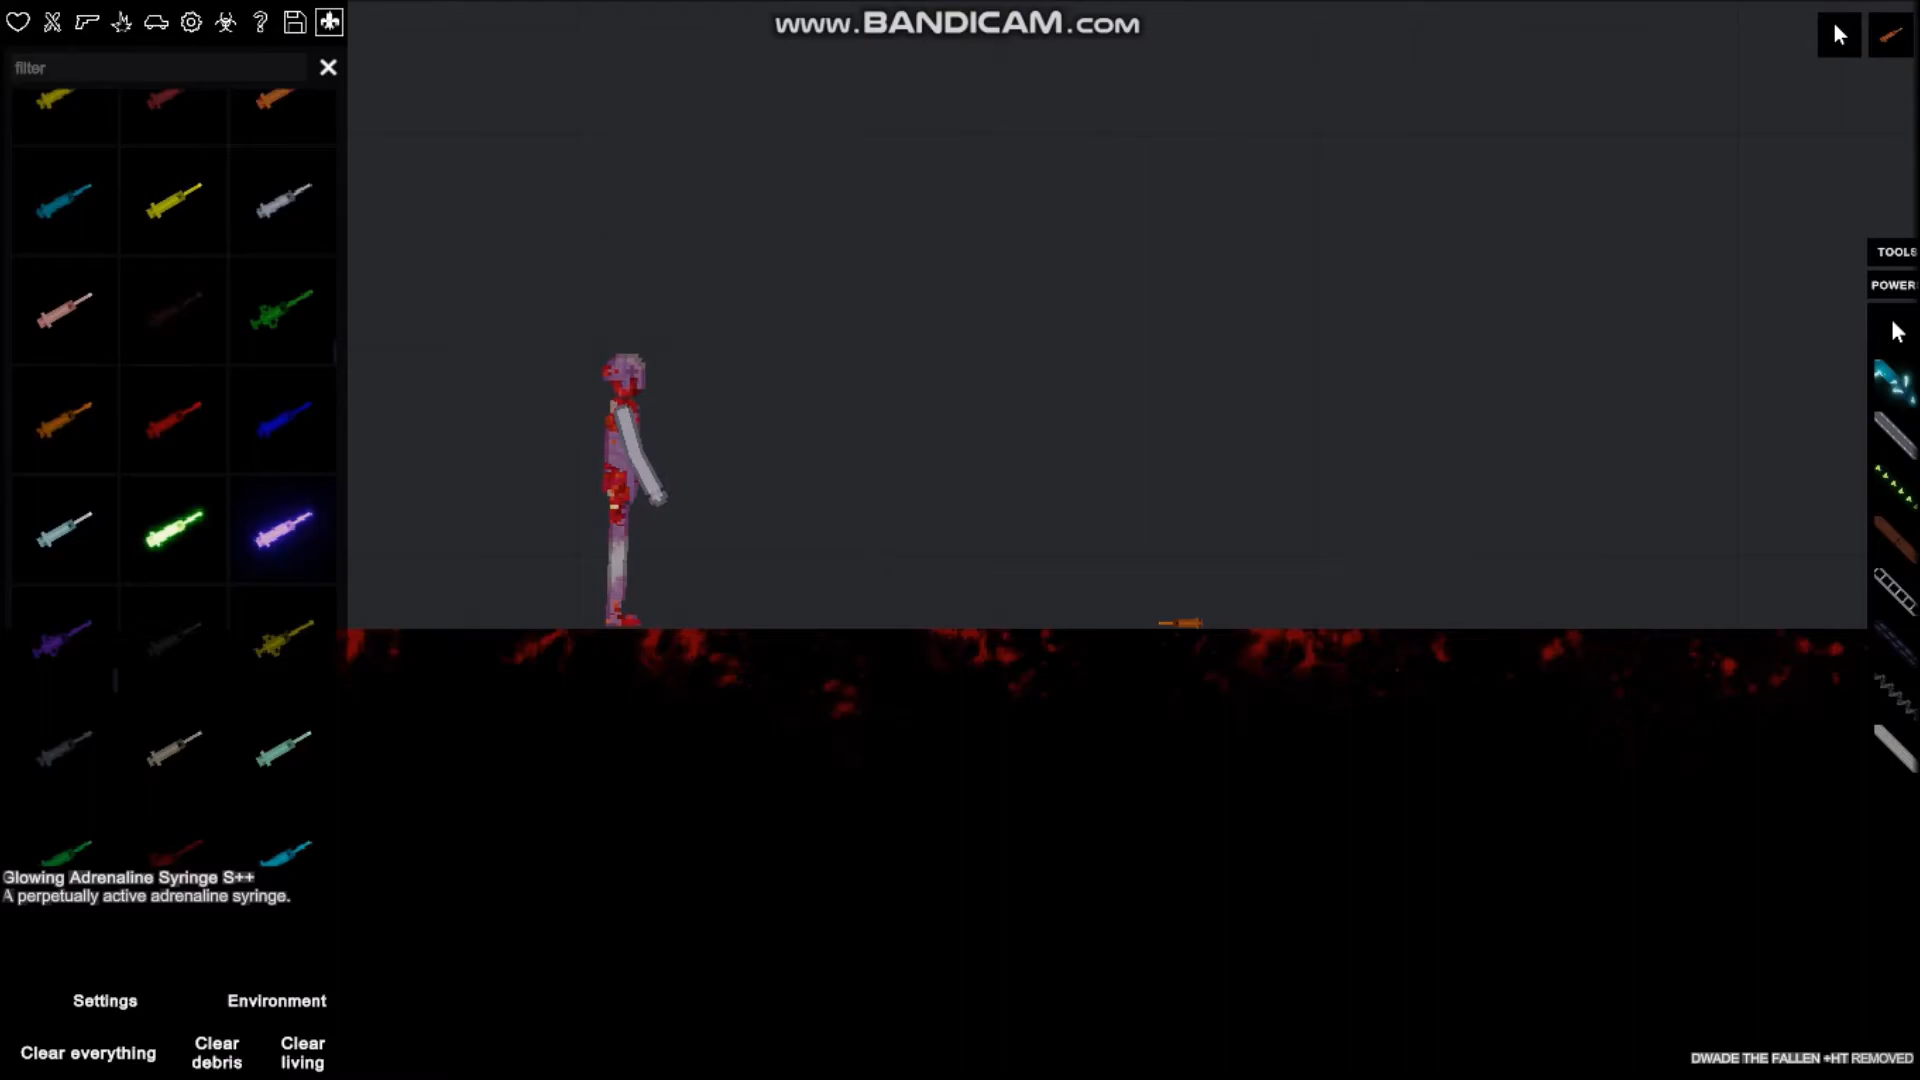 www.BANDICAM.com
filter
TOOLS
POWER
Glowing Adrenaline Syringe S++
A perpetually active adrenaline syringe.
Settings
Environment
Clear everything
Clear
debris
Clear
living
DWADE THE FALLEN +HT REMOVED